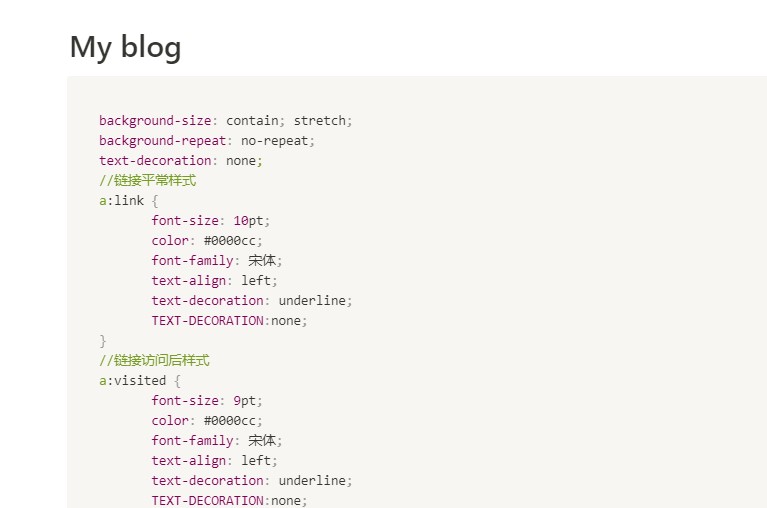 My blog
background-size: contain; stretch;
background-repeat: no-repeat;
text-decoration: none;
//链接平常样式
a:link {
font-size: 10pt;
color: #0000cc;
font-family: 宋体;
text-align: left;
text-decoration: underline;
TEXT-DECORATION:none;
}
//链接访问后样式
a:visited {
font-size: 9pt;
color: #0000cc;
font-family: 宋体;
text-align: left;
text-decoration: underline;
TEXT-DECORATION:none;